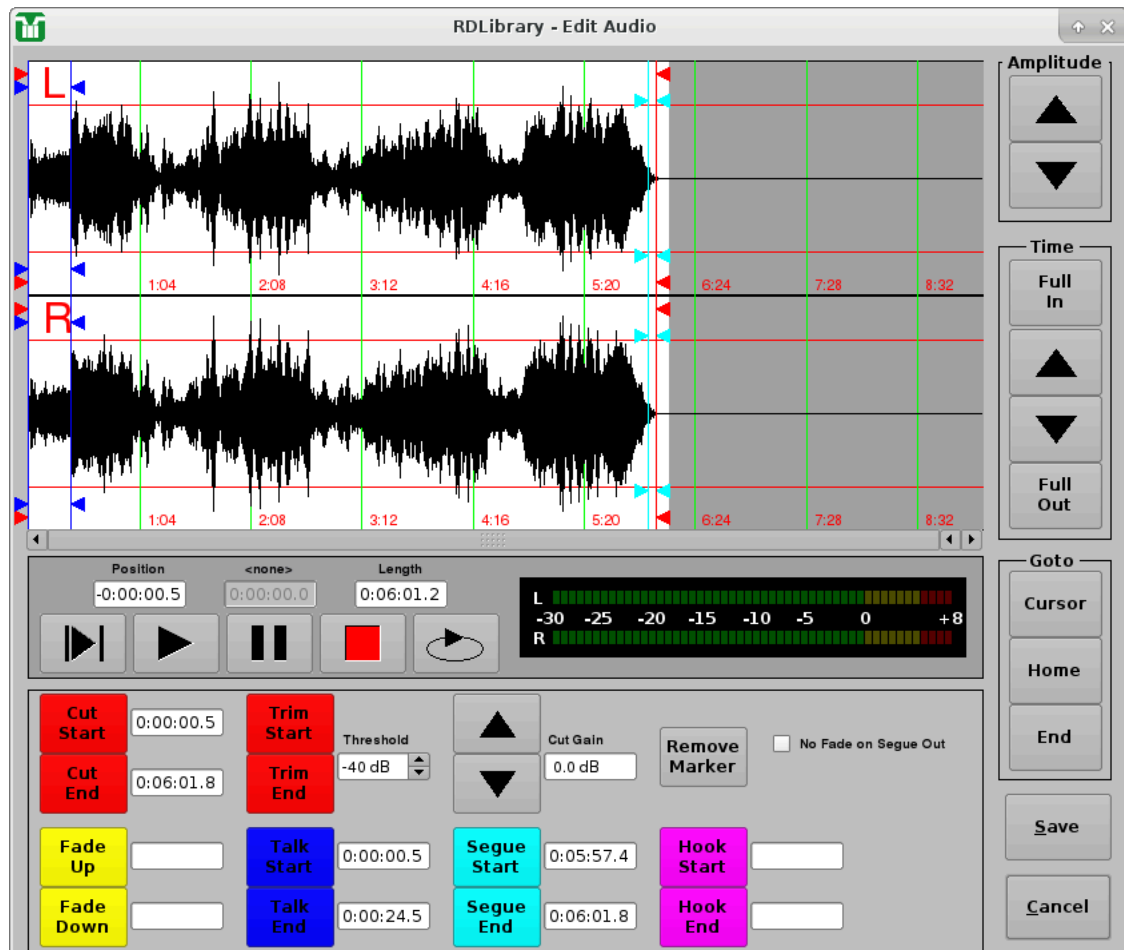 RDLibrary - Edit Audio
L
1:04 2:08 3:12 4:16 5:20 6:24 7:28 8:32
R
1:04 2:08 3:12 4:16 5:20 6:24 7:28 8:32
Amplitude
Time
Full
In
Full
Out
Goto
Cursor
Home
End
Position <none> Length
-0:00:00.5 0:00:00.0 0:06:01.2
L
-30 -25 -20 -15 -10 -5 0 +8
R
Cut
Start
0:00:00.5
Cut
End
0:06:01.8
Trim
Start
Trim
End
Threshold
-40 dB
Cut Gain
0.0 dB
Remove
Marker
No Fade on Segue Out
Fade
Up
Fade
Down
Talk
Start
0:00:00.5
Talk
End
0:00:24.5
Segue
Start
0:05:57.4
Segue
End
0:06:01.8
Hook
Start
Hook
End
Save
Cancel